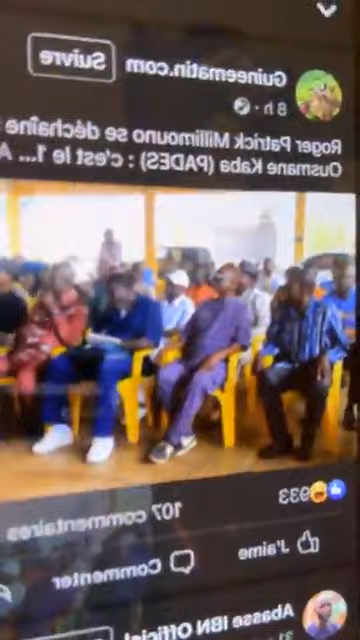 Guineematin.com Suivre
8 h
Roger Patrick Millimouno se déchaîne
Ousmane Kaba (PADES) : c'est le 1... A
933 107 commentaires
J'aime Commenter
Abasse IBN Officiel